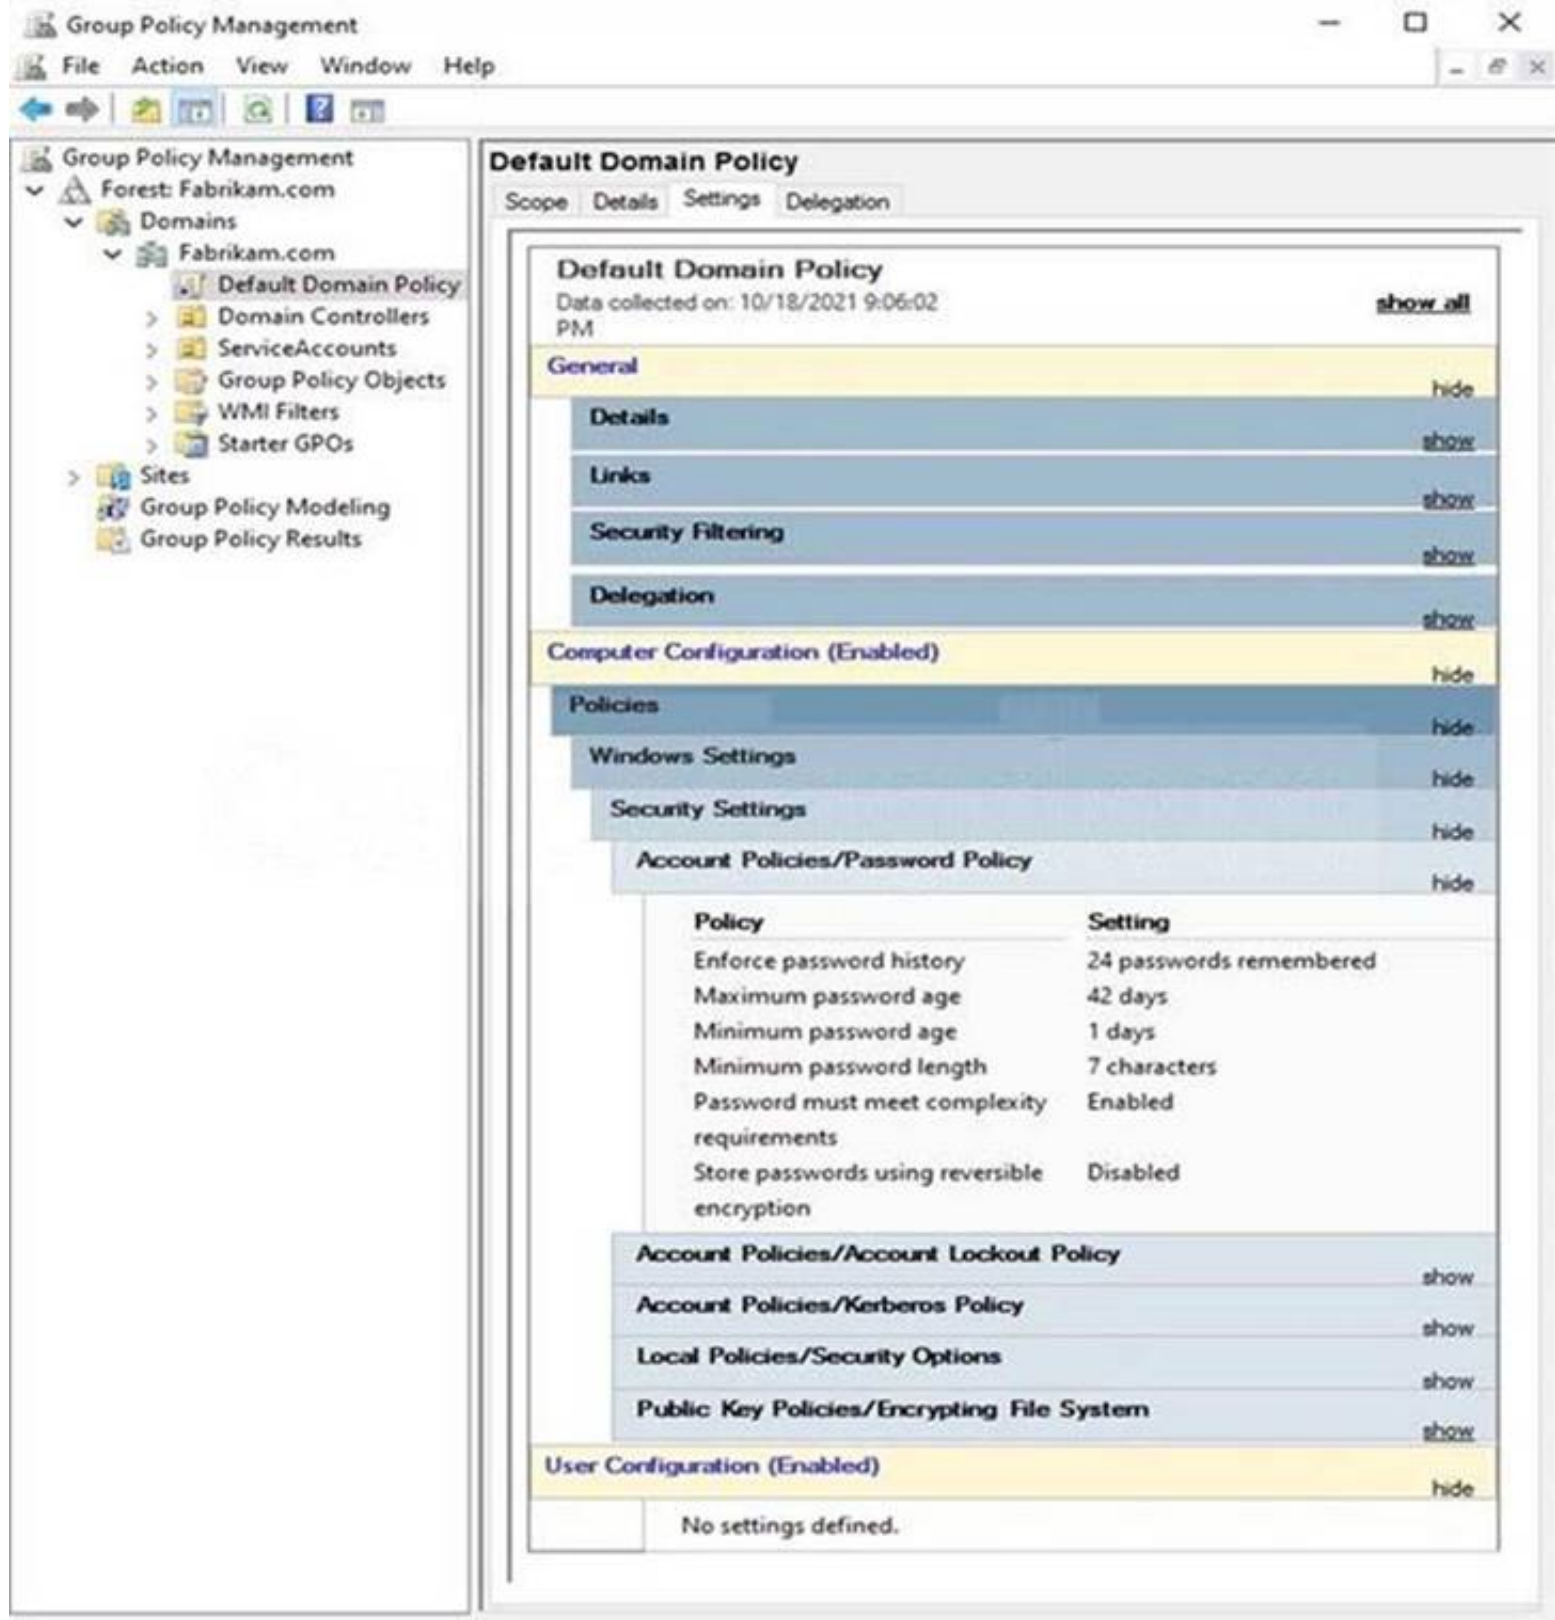 Group Policy Management
File Action View Window Help
Group Policy Management
Forest: Fabrikam.com
Domains
Fabrikam.com
Default Domain Policy
Domain Controllers
ServiceAccounts
Group Policy Objects
WMI Filters
Starter GPOs
Sites
Group Policy Modeling
Group Policy Results
Default Domain Policy
Scope Details Settings Delegation
Default Domain Policy
Data collected on: 10/18/2021 9:06:02
PM
show all
General
hide
Details
show
Links
show
Security Filtering
show
Delegation
show
Computer Configuration (Enabled)
hide
Policies
hide
Windows Settings
hide
Security Settings
hide
Account Policies/Password Policy
hide
Policy Setting
Enforce password history 24 passwords remembered
Maximum password age 42 days
Minimum password age 1 days
Minimum password length 7 characters
Password must meet complexity Enabled
requirements
Store passwords using reversible Disabled
encryption
Account Policies/Account Lockout Policy
show
Account Policies/Kerberos Policy
show
Local Policies/Security Options
show
Public Key Policies/Encrypting File System
show
User Configuration (Enabled)
hide
No settings defined.